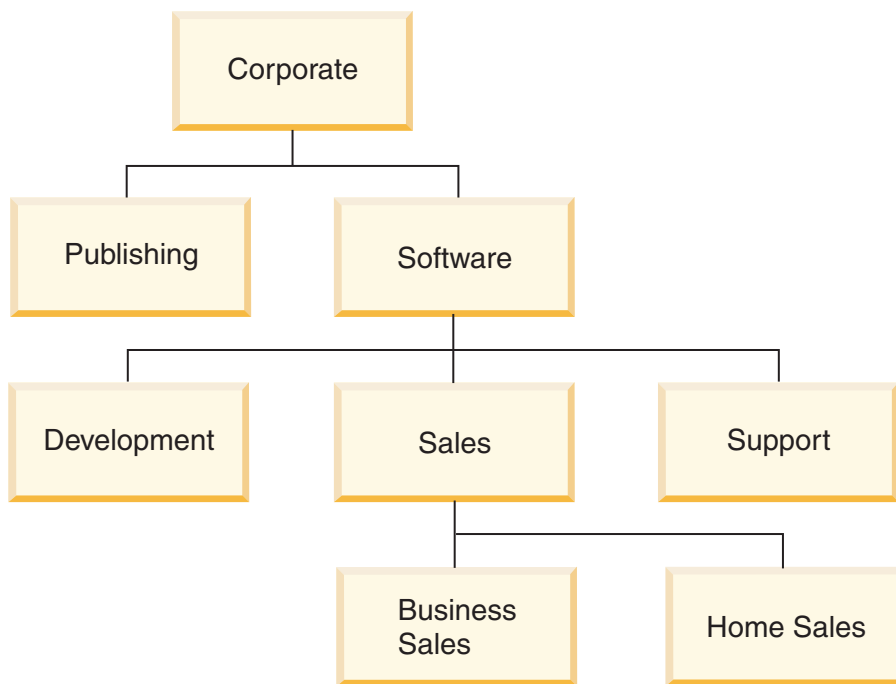 Corporate
Publishing
Software
Development
Sales
Support
Business
Sales
Home Sales